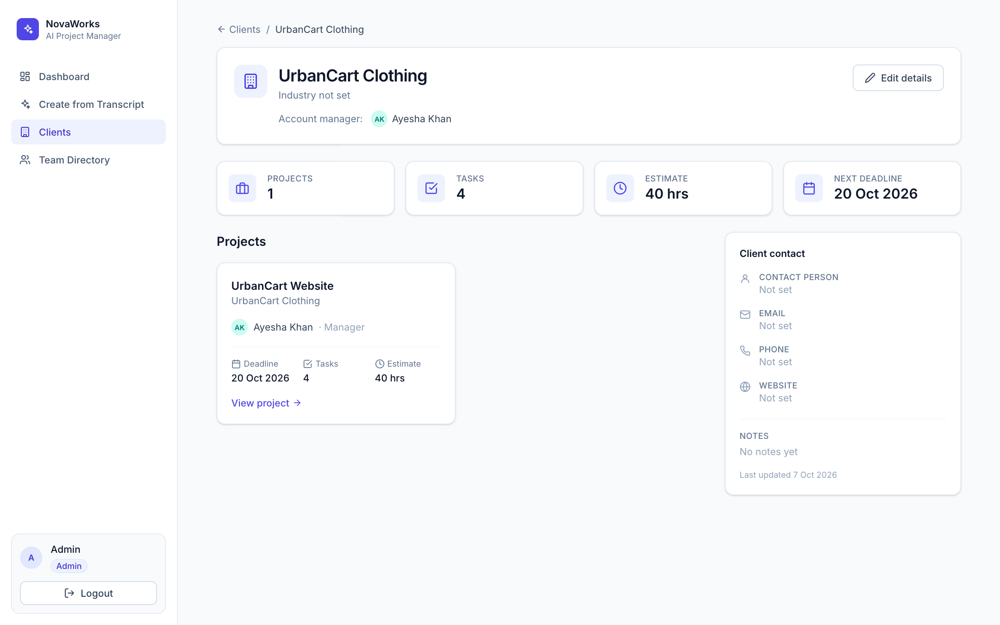 NovaWorks
AI Project Manager
Dashboard
Create from Transcript
Clients
Team Directory
Admin
A
Admin
Logout
Clients / UrbanCart Clothing
UrbanCart Clothing
Industry not set
Account manager: AK Ayesha Khan
Edit details
PROJECTS
1
TASKS
4
ESTIMATE
40 hrs
NEXT DEADLINE
20 Oct 2026
Projects
UrbanCart Website
UrbanCart Clothing
AK Ayesha Khan · Manager
Deadline
20 Oct 2026
Tasks
4
Estimate
40 hrs
View project
Client contact
CONTACT PERSON
Not set
EMAIL
Not set
PHONE
Not set
WEBSITE
Not set
NOTES
No notes yet
Last updated 7 Oct 2026